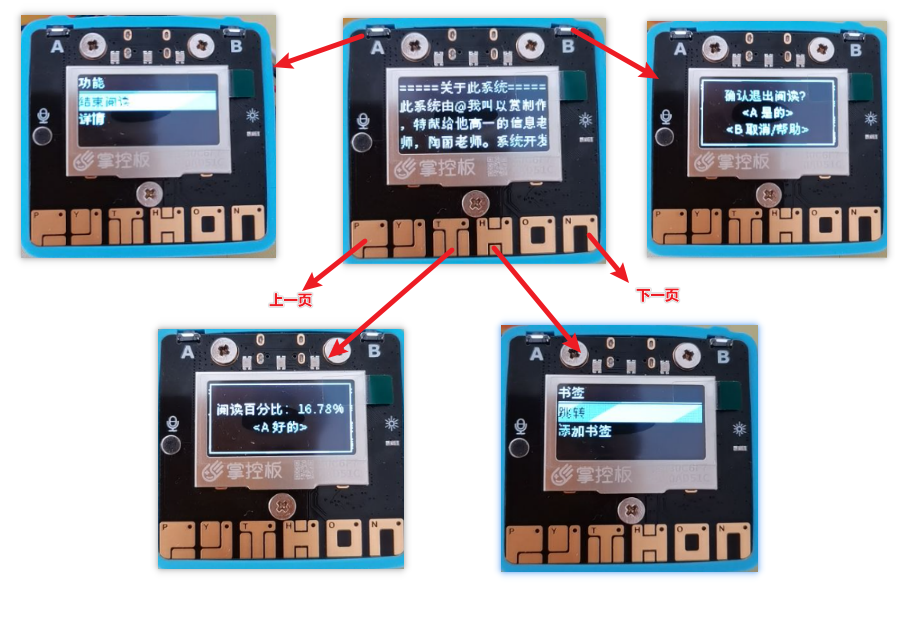 A B
功能
结束阅读
详情
掌控板
P Y T H O N
A B
=====关于此系统=====
此系统由@我叫以赏制作
，特献给他高一的信息老
师，陶丽老师。系统开发
掌控板
P Y T H O N
A B
确认退出阅读?
<A 是的>
<B 取消/帮助>
掌控板
P Y T H O N
上一页
下一页
A B
阅读百分比: 16.78%
<A 好的>
掌控板
P Y T H O N
A B
书签
跳转
添加书签
掌控板
P Y T H O N